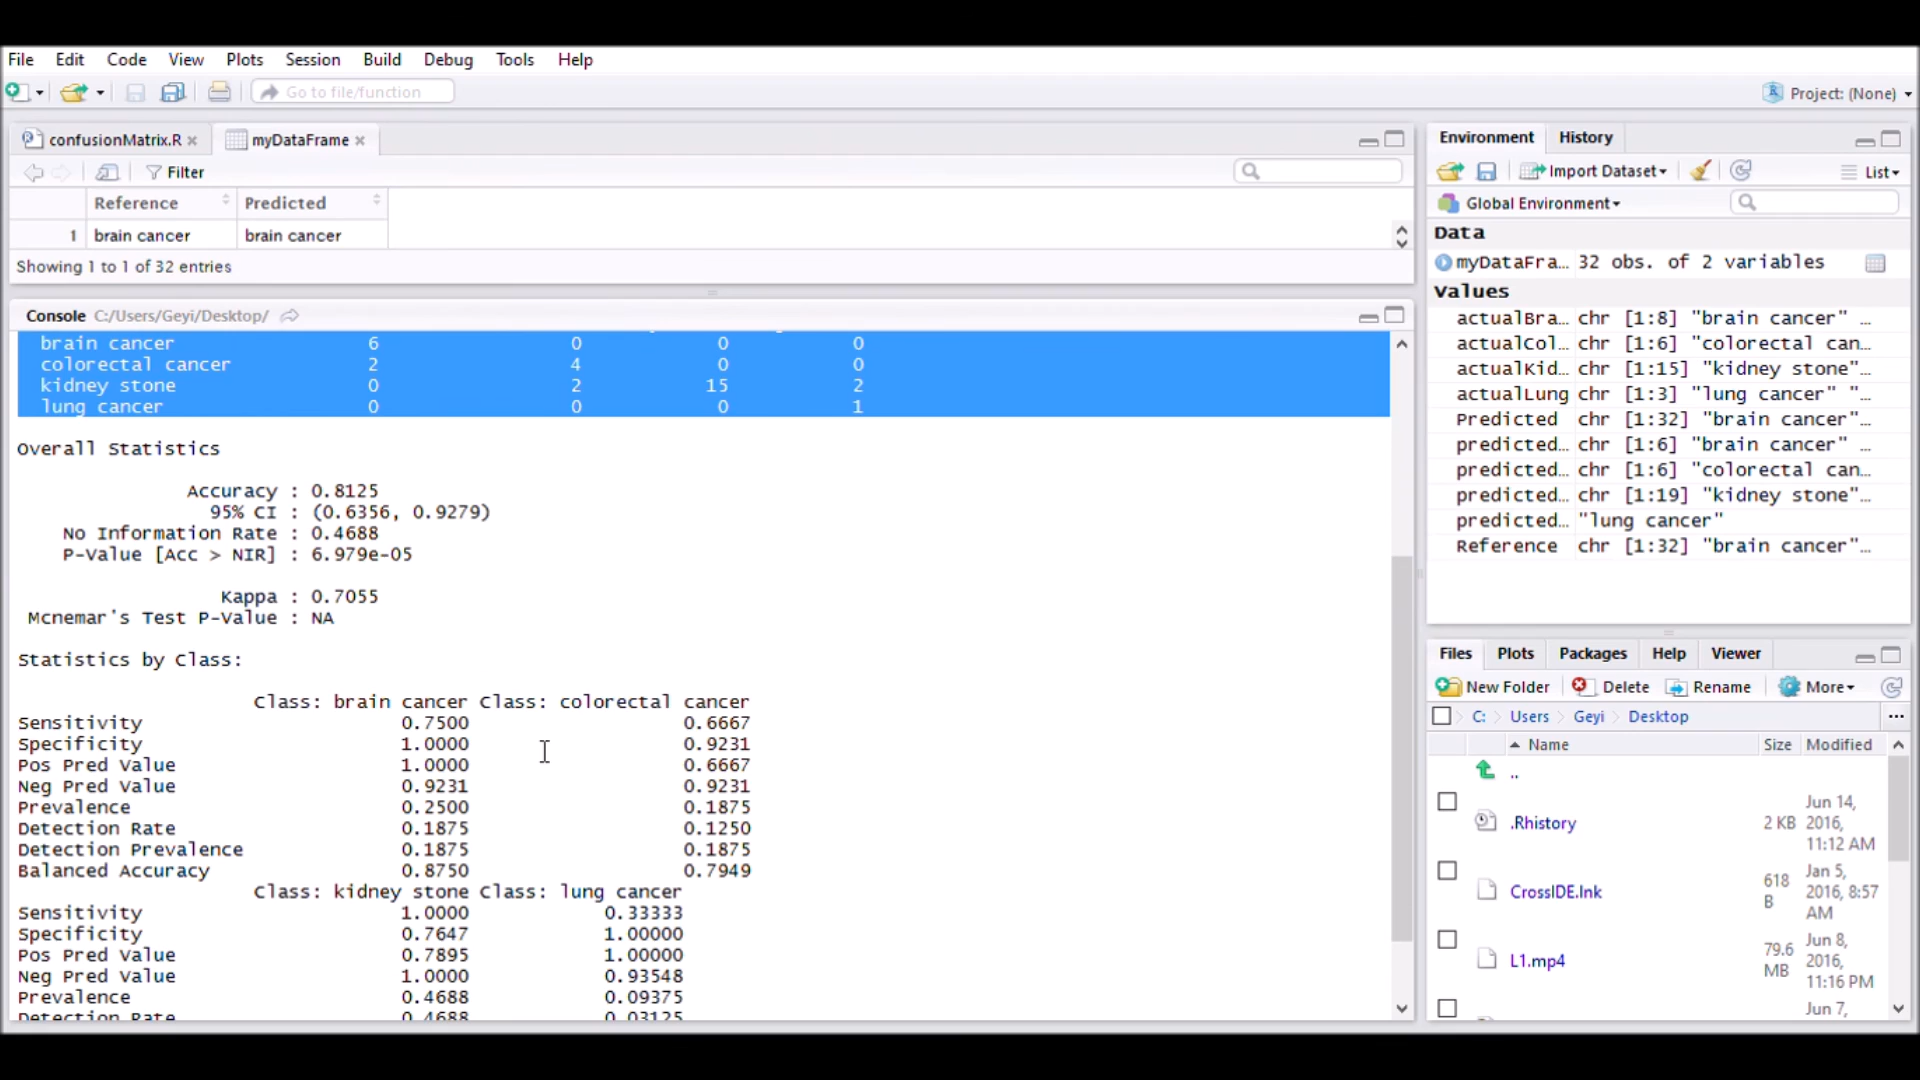 File Edit Code View Plots Session Build Debug Tools Help
Go to file/function
Project: (None)
confusionMatrix.R
myDataFrame
Filter
Reference Predicted
1 brain cancer brain cancer
Showing 1 to 1 of 32 entries
Console C:/Users/Geyi/Desktop/
brain cancer 6 0 0 0
colorectal cancer 2 4 0 0
kidney stone 0 2 15 2
lung cancer 0 0 0 1
Overall Statistics
Accuracy : 0.8125
95% CI : (0.6356, 0.9279)
No Information Rate : 0.4688
P-Value [Acc > NIR] : 6.979e-05
Kappa : 0.7055
Mcnemar's Test P-Value : NA
Statistics by Class:
Class: brain cancer Class: colorectal cancer
Sensitivity 0.7500 0.6667
Specificity 1.0000 0.9231
Pos Pred Value 1.0000 0.6667
Neg Pred Value 0.9231 0.9231
Prevalence 0.2500 0.1875
Detection Rate 0.1875 0.1250
Detection Prevalence 0.1875 0.1875
Balanced Accuracy 0.8750 0.7949
Class: kidney stone Class: lung cancer
Sensitivity 1.0000 0.33333
Specificity 0.7647 1.00000
Pos Pred Value 0.7895 1.00000
Neg Pred Value 1.0000 0.93548
Prevalence 0.4688 0.09375
Detection Rate 0.4688 0.03125
Environment History
Import Dataset
List
Global Environment
Data
myDataFra… 32 obs. of 2 variables
Values
actualBra… chr [1:8] "brain cancer" …
actualCol… chr [1:6] "colorectal can…
actualKid… chr [1:15] "kidney stone"…
actualLung chr [1:3] "lung cancer" "…
Predicted chr [1:32] "brain cancer"…
predicted… chr [1:6] "brain cancer" …
predicted… chr [1:6] "colorectal can…
predicted… chr [1:19] "kidney stone"…
predicted… "lung cancer"
Reference chr [1:32] "brain cancer"…
Files Plots Packages Help Viewer
New Folder Delete Rename More
C: Users Geyi Desktop ...
Name Size Modified
..
.Rhistory 2 KB Jun 14, 2016, 11:12 AM
CrossIDE.lnk 618 B Jan 5, 2016, 8:57 AM
L1.mp4 79.6 MB Jun 8, 2016, 11:16 PM
Jun 7,